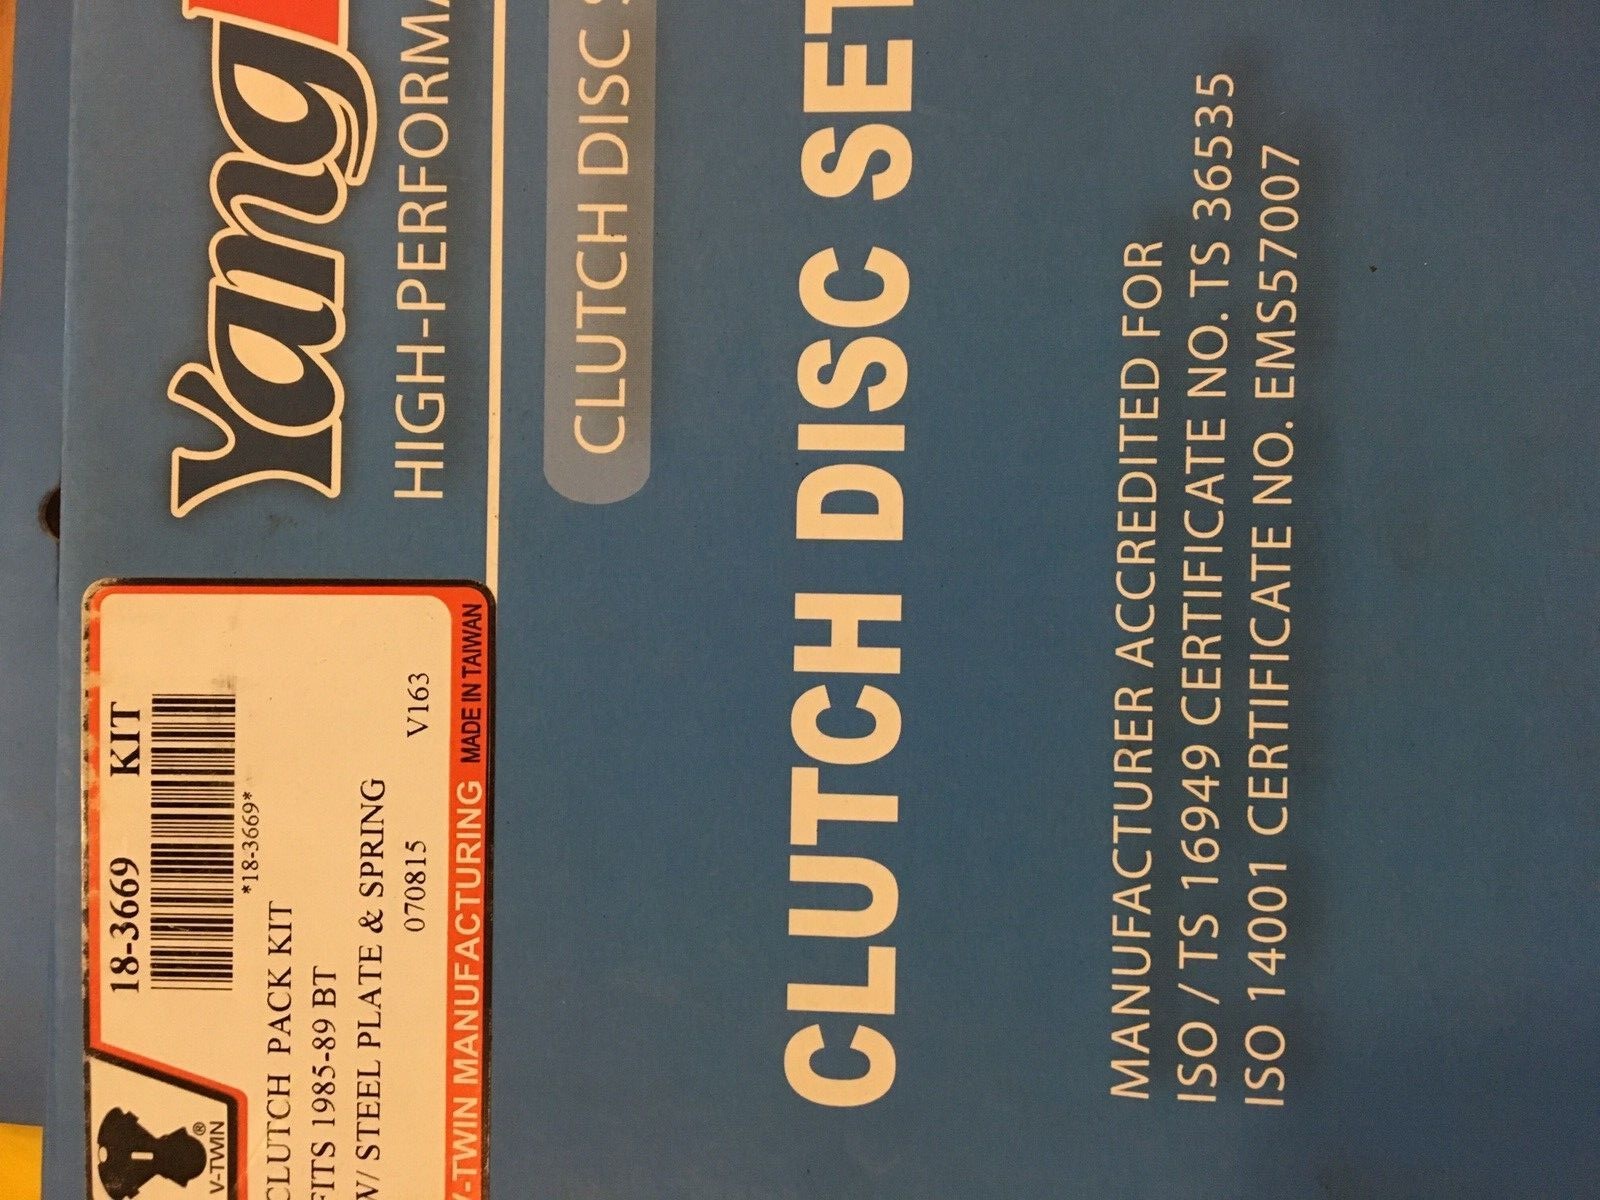 Yang
HIGH-PERFORMA
CLUTCH DISC S
18-3669 KIT
*18-3669*
CLUTCH PACK KIT
FITS 1985-89 BT
W/ STEEL PLATE & SPRING
070815 V163
V-TWIN®
V-TWIN MANUFACTURING MADE IN TAIWAN
CLUTCH DISC SET
MANUFACTURER ACCREDITED FOR
ISO / TS 16949 CERTIFICATE NO. TS 36535
ISO 14001 CERTIFICATE NO. EMS557007